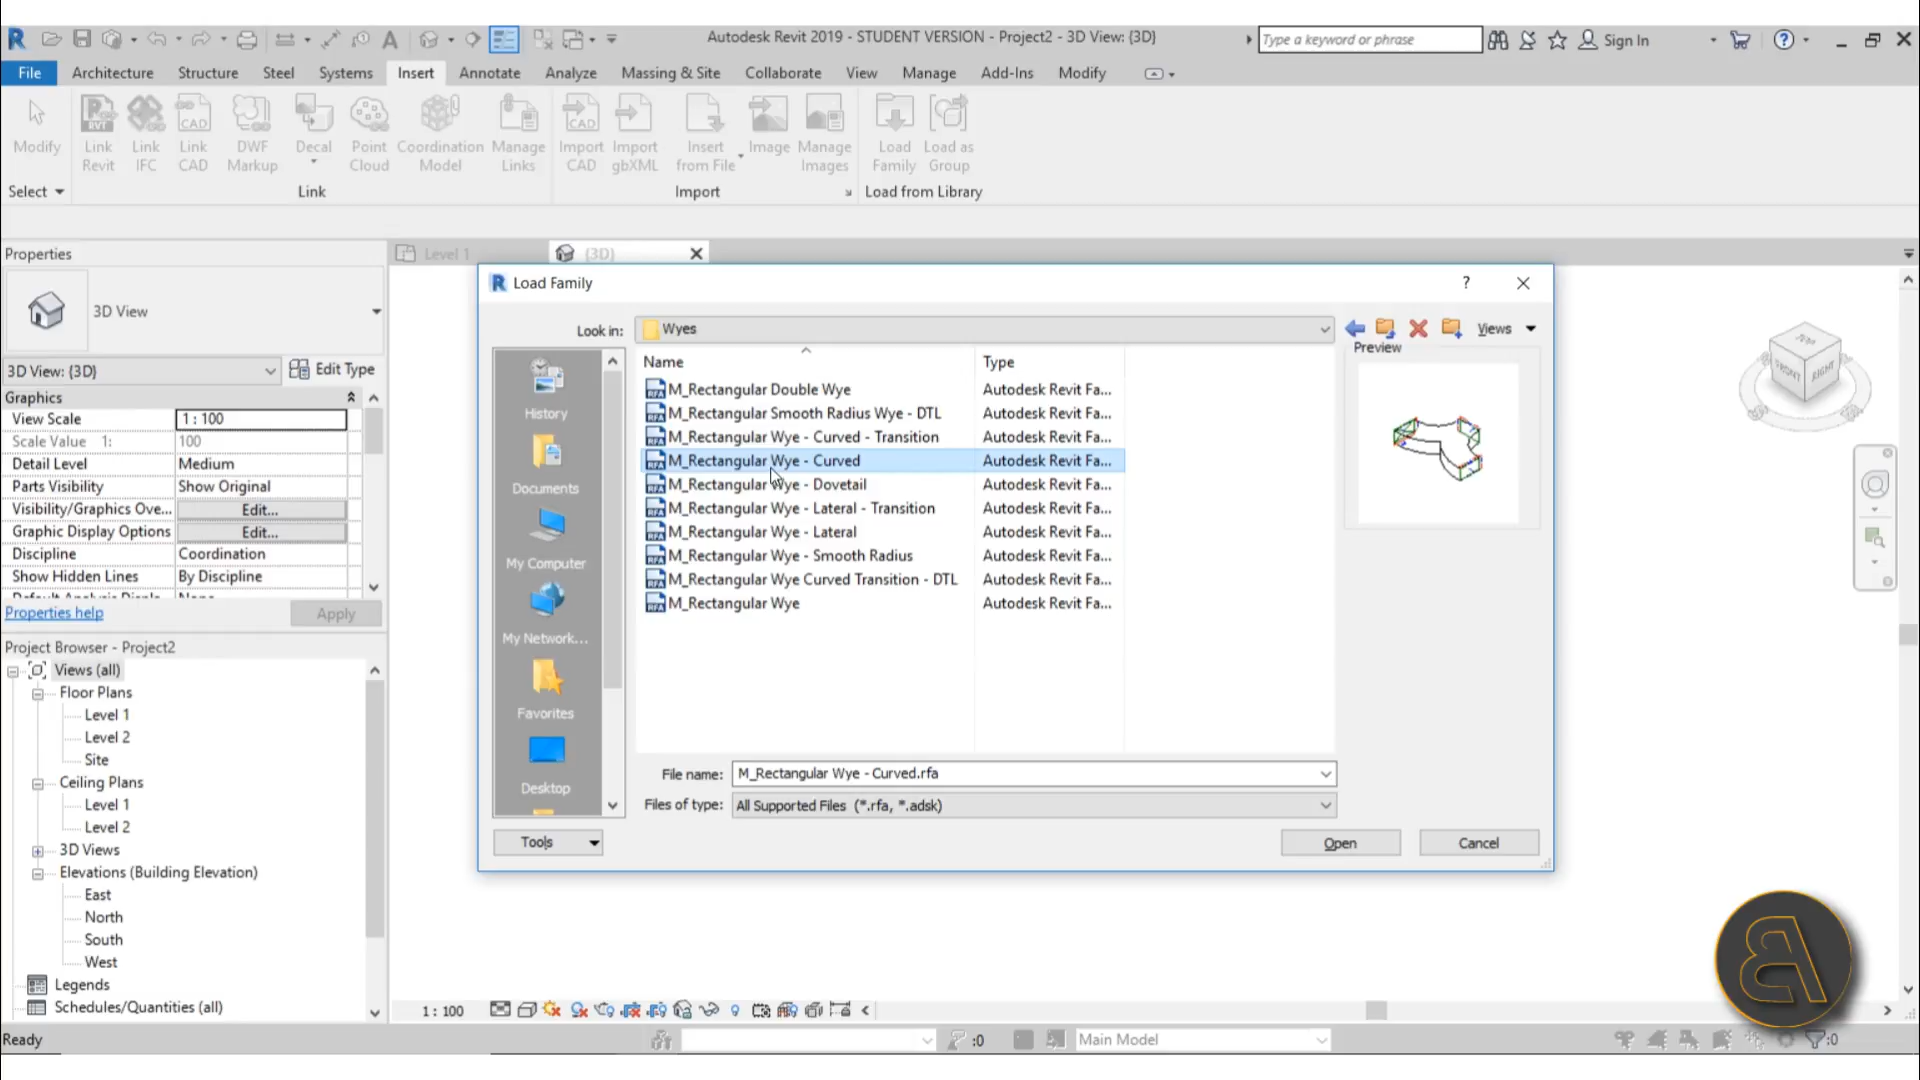 Autodesk Revit 2019 - STUDENT VERSION - Project2 - 3D View: {3D}
Type a keyword or phrase
Sign In
File Architecture Structure Steel Systems Insert Annotate Analyze Massing & Site Collaborate View Manage Add-Ins Modify
Modify
Link Revit
Link IFC
Link CAD
DWF Markup
Decal
Point Cloud
Coordination Model
Manage Links
Import CAD
Import gbXML
Insert from File
Image
Manage Images
Load Family
Load as Group
Select
Link
Import
Load from Library
Properties
Level 1
{3D}
3D View
3D View: {3D}
Edit Type
Graphics
View Scale 1 : 100
Scale Value 1: 100
Detail Level Medium
Parts Visibility Show Original
Visibility/Graphics Ove... Edit...
Graphic Display Options Edit...
Discipline Coordination
Show Hidden Lines By Discipline
Properties help
Apply
Project Browser - Project2
Views (all)
Floor Plans
Level 1
Level 2
Site
Ceiling Plans
Level 1
Level 2
3D Views
Elevations (Building Elevation)
East
North
South
West
Legends
Schedules/Quantities (all)
Load Family
Look in: Wyes
Views
History
Documents
My Computer
My Network...
Favorites
Desktop
Name Type
M_Rectangular Double Wye Autodesk Revit Fa...
M_Rectangular Smooth Radius Wye - DTL Autodesk Revit Fa...
M_Rectangular Wye - Curved - Transition Autodesk Revit Fa...
M_Rectangular Wye - Curved Autodesk Revit Fa...
M_Rectangular Wye - Dovetail Autodesk Revit Fa...
M_Rectangular Wye - Lateral - Transition Autodesk Revit Fa...
M_Rectangular Wye - Lateral Autodesk Revit Fa...
M_Rectangular Wye - Smooth Radius Autodesk Revit Fa...
M_Rectangular Wye Curved Transition - DTL Autodesk Revit Fa...
M_Rectangular Wye Autodesk Revit Fa...
Preview
File name: M_Rectangular Wye - Curved.rfa
Files of type: All Supported Files (*.rfa, *.adsk)
Tools
Open
Cancel
FRONT
RIGHT
1 : 100
Ready
:0
Main Model
:0